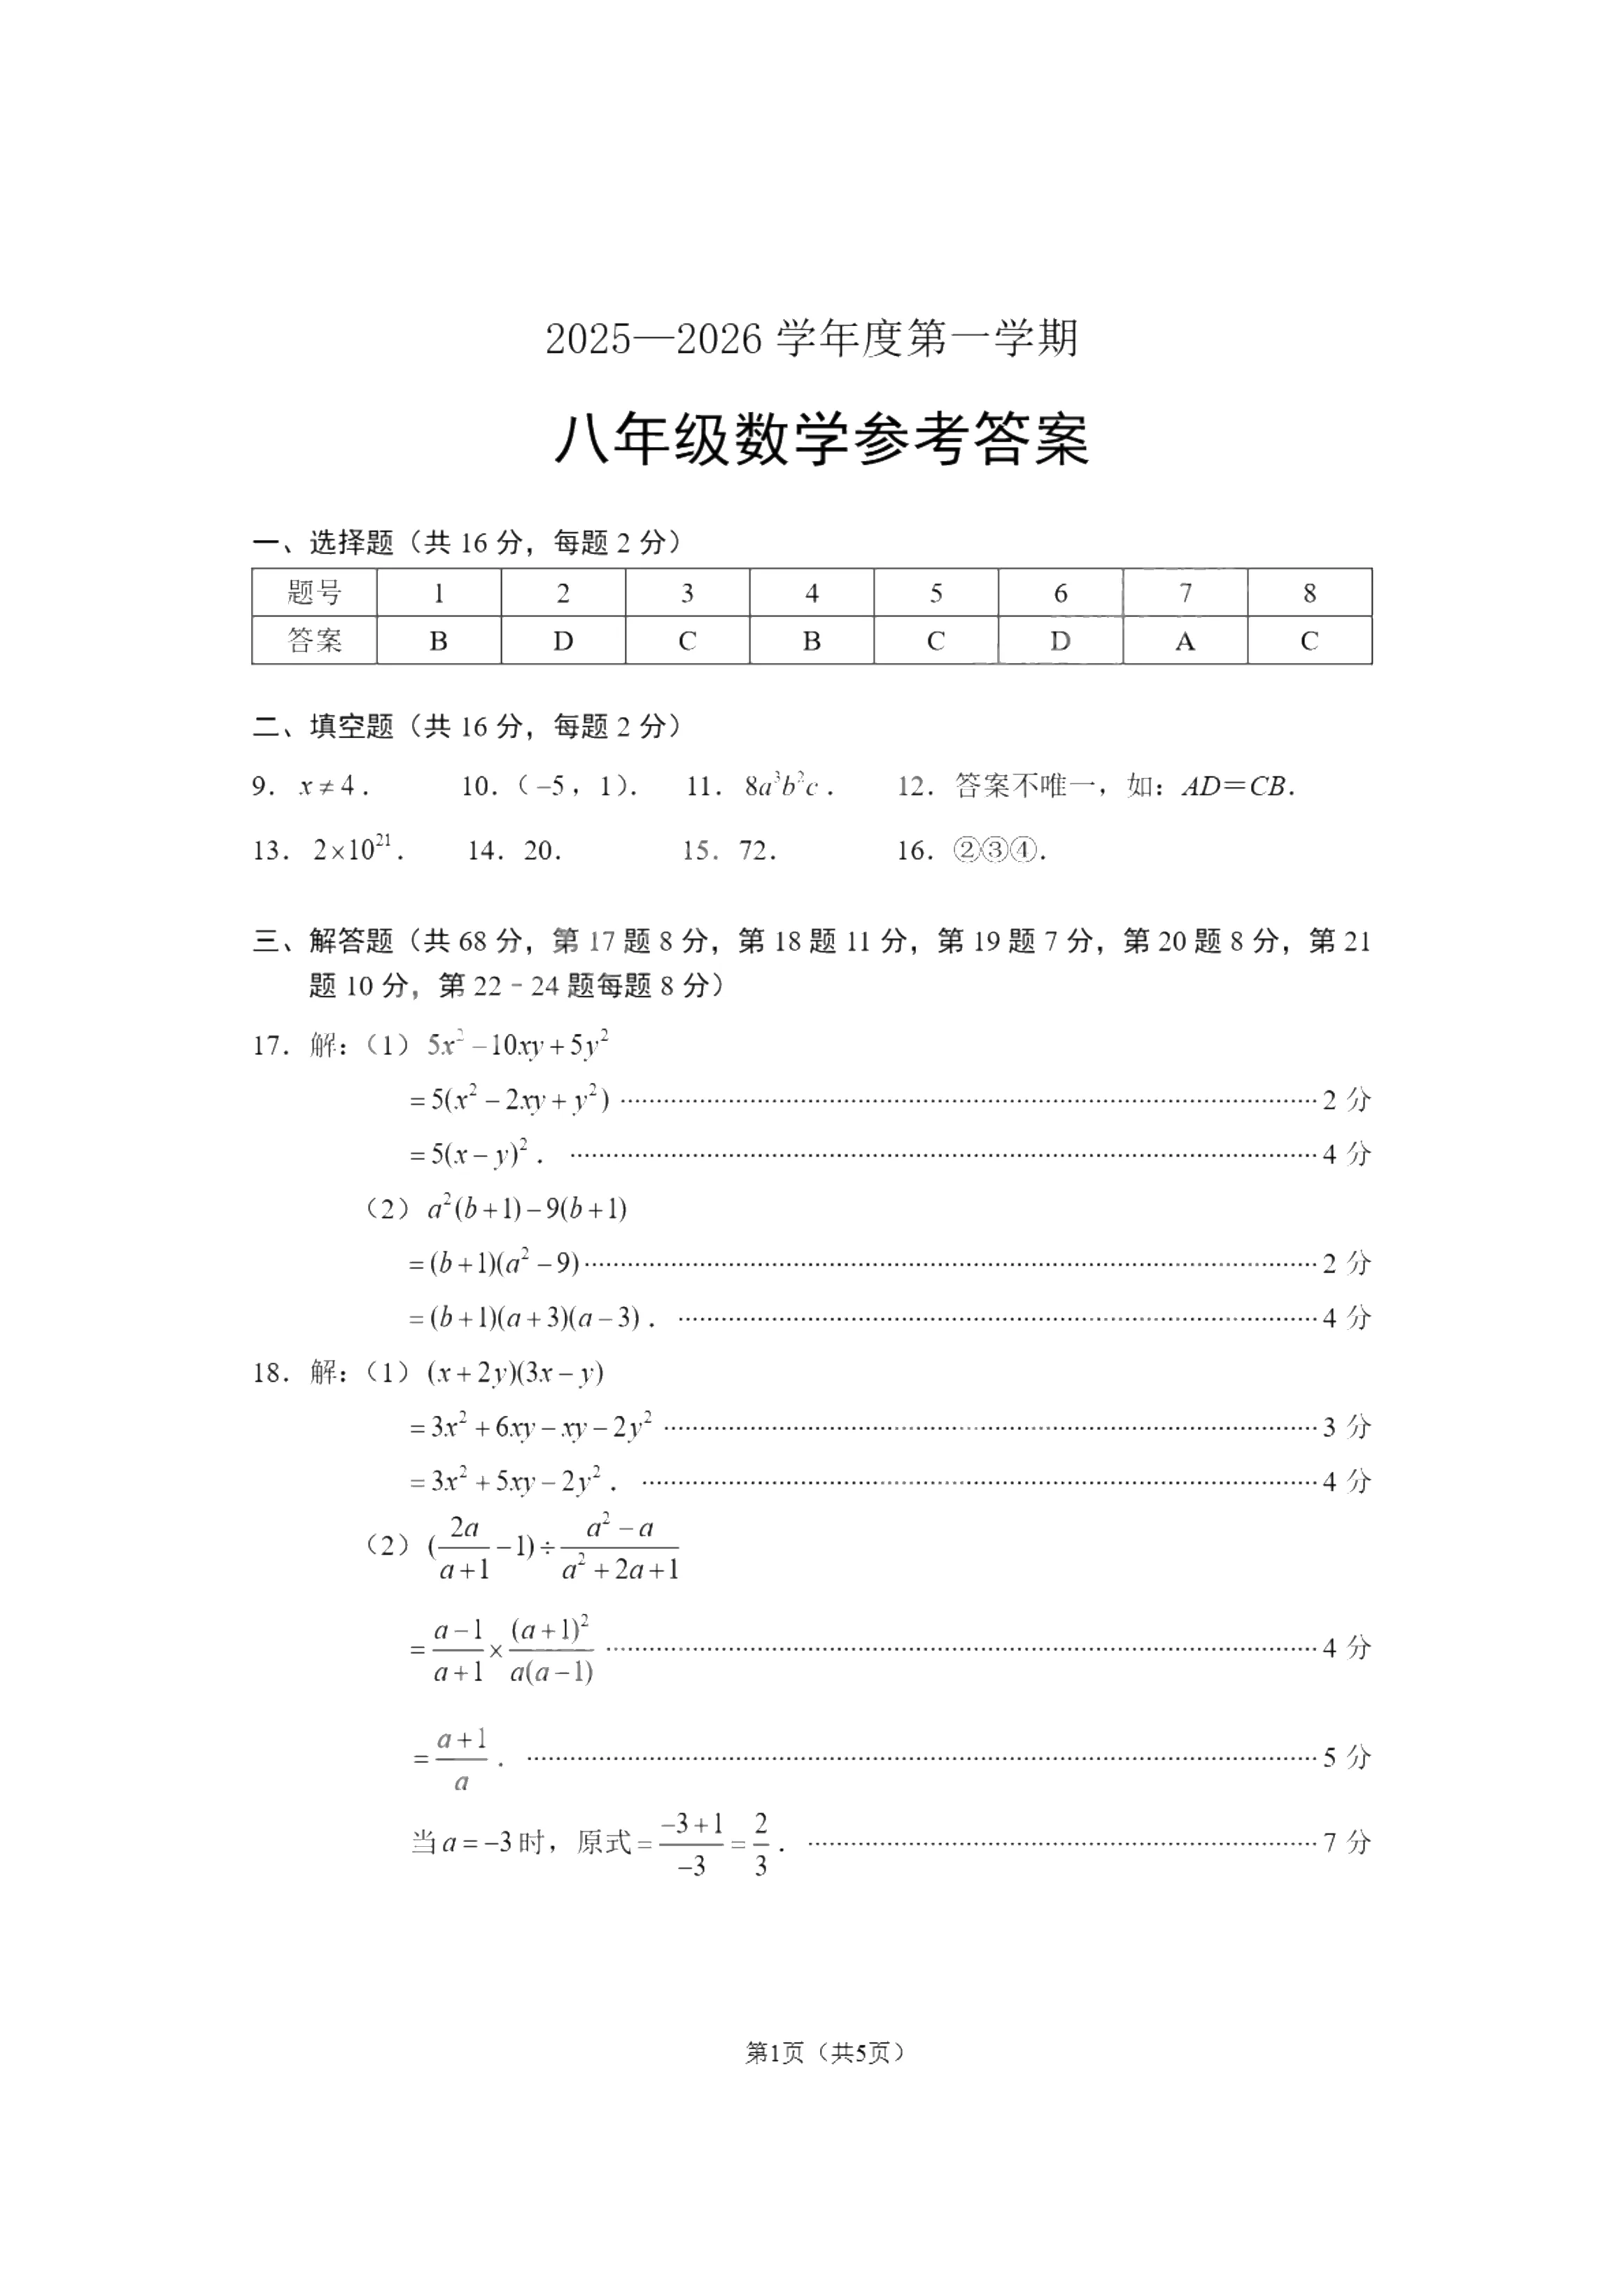 2025—2026 学年度第一学期
八年级数学参考答案
一、选择题（共 16 分，每题 2 分）
题号 1 2 3 4 5 6 7 8
答案 B D C B C D A C
二、填空题（共 16 分，每题 2 分）
9． x ≠ 4． 10．（ −5， 1）． 11． 8a³b²c． 12． 答案不唯一，如：AD＝CB．
13． 2×10²¹． 14．20． 15．72． 16．②③④．
三、解答题（共 68 分，第 17 题 8 分，第 18 题 11 分，第 19 题 7 分，第 20 题 8 分，第 21
题 10 分，第 22﹣24 题每题 8 分）
17．解：（1）5x² − 10xy + 5y²
= 5(x² − 2xy + y²) ……………………………………………………2 分
= 5(x − y)²． ……………………………………………………4 分
（2）a²(b + 1) − 9(b + 1)
= (b + 1)(a² − 9)……………………………………………………2 分
= (b + 1)(a + 3)(a − 3)． ……………………………………………………4 分
18．解：（1）(x + 2y)(3x − y)
= 3x² + 6xy − xy − 2y² ……………………………………………………3 分
= 3x² + 5xy − 2y²． ……………………………………………………4 分
（2）(2a/(a+1) − 1) ÷ (a² − a)/(a² + 2a + 1)
= (a − 1)/(a + 1) × (a + 1)²/(a(a − 1)) ……………………………………………………4 分
= (a + 1)/a． ……………………………………………………5 分
当 a = −3 时，原式 = (−3 + 1)/(−3) = 2/3． ……………………………………………………7 分
第1页（共5页）